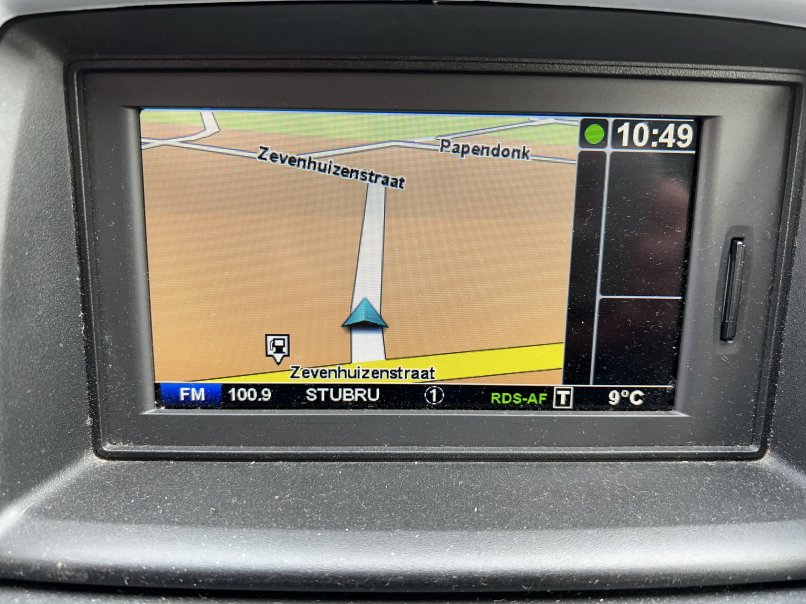 10:49
Zevenhuizenstraat
Papendonk
Zevenhuizenstraat
FM 100.9 STUBRU 1 RDS-AF T 9°C